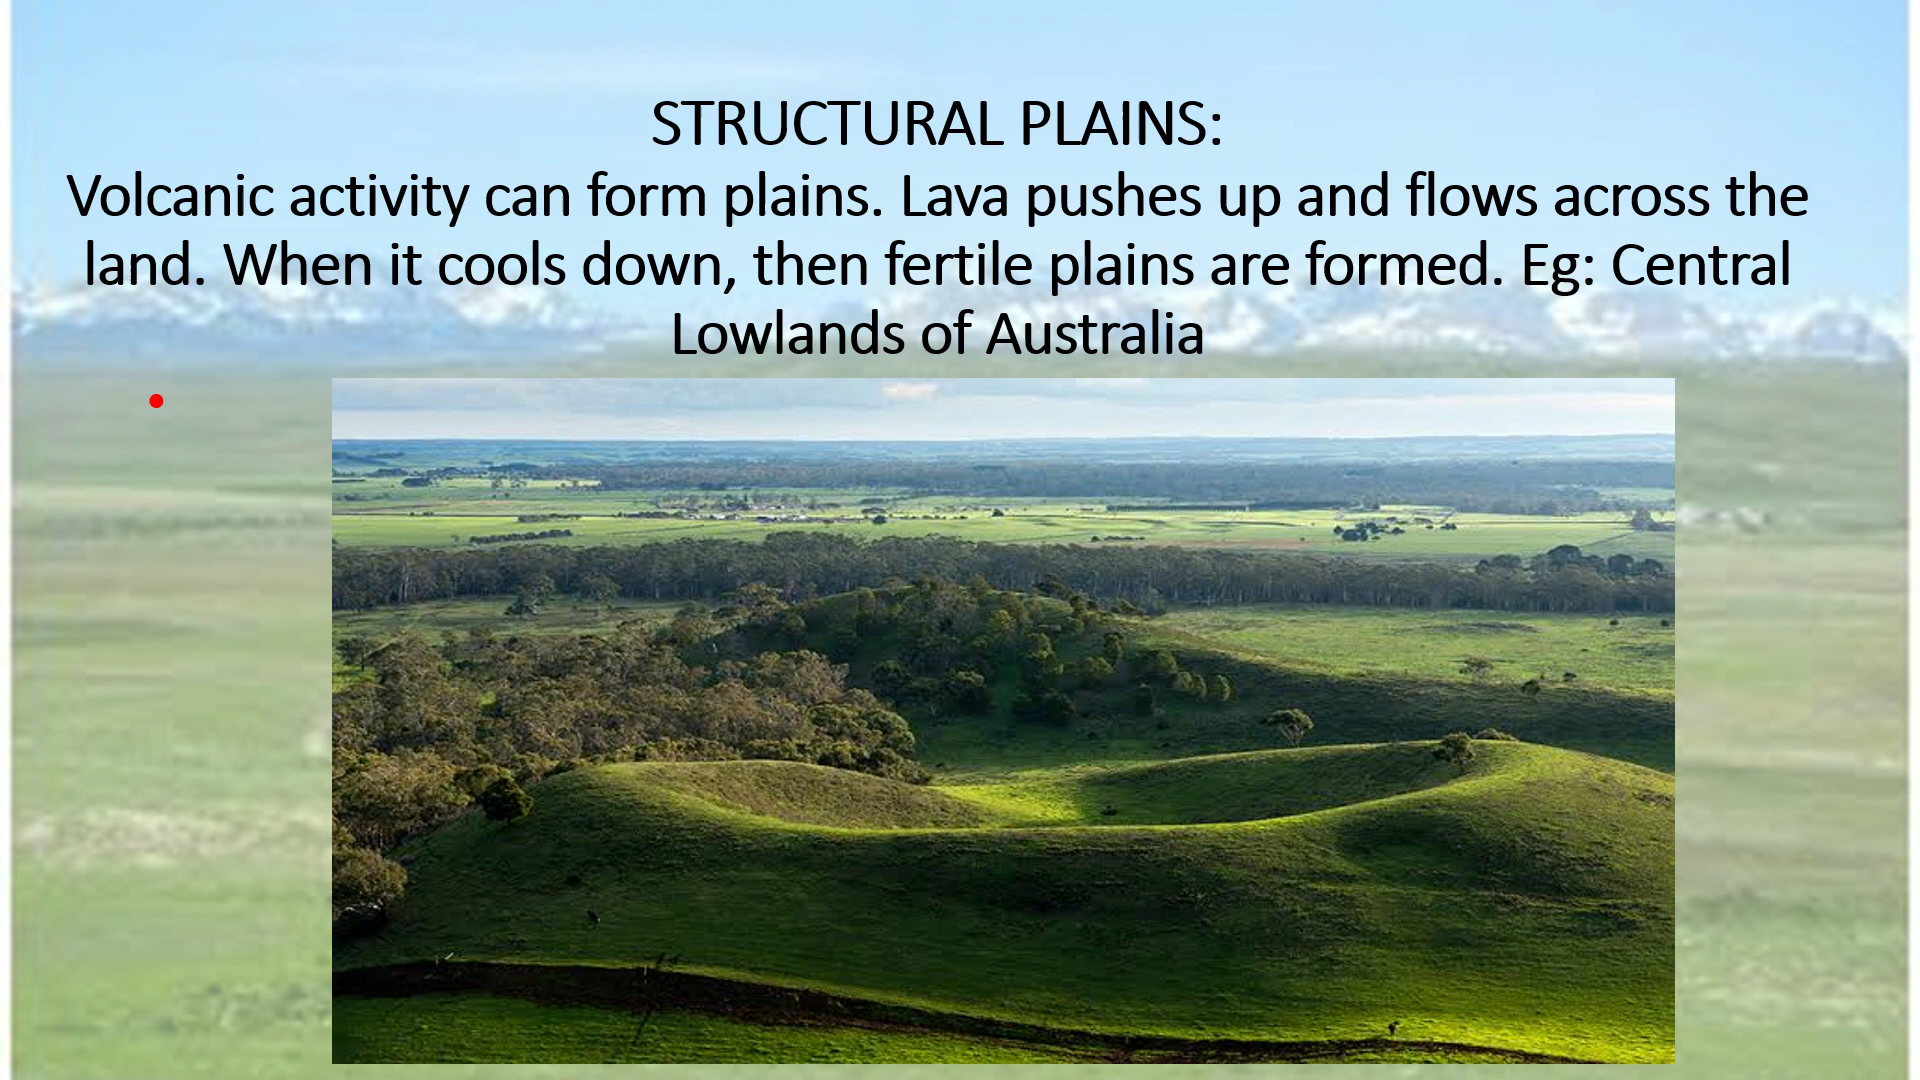 STRUCTURAL PLAINS:
Volcanic activity can form plains. Lava pushes up and flows across the
land. When it cools down, then fertile plains are formed. Eg: Central
Lowlands of Australia